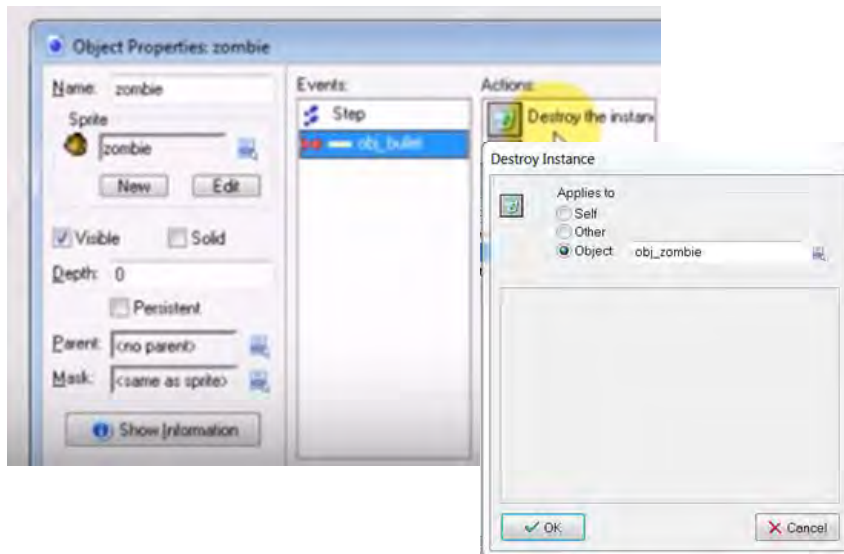 Object Properties: zombie
Name: zombie
Sprite
zombie
New Edit
Visible Solid
Depth: 0
Persistent
Parent: <no parent>
Mask: <same as sprite>
Show Information
Events:
Step
obj_bullet
Actions:
Destroy the instan
Destroy Instance
Applies to
Self
Other
Object obj_zombie
OK Cancel